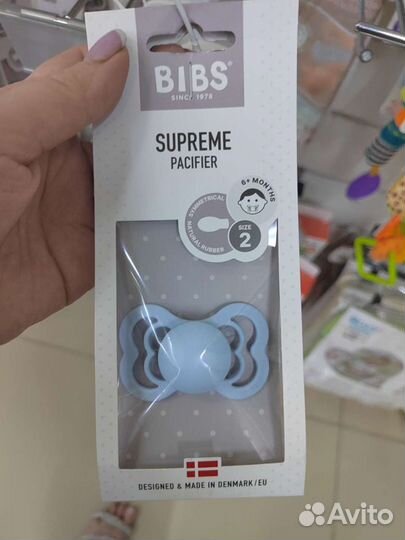 BIBS®
SINCE 1978
SUPREME
PACIFIER
6+ MONTHS
SYMMETRICAL
NATURAL RUBBER
SIZE
2
DESIGNED & MADE IN DENMARK/EU
Avito